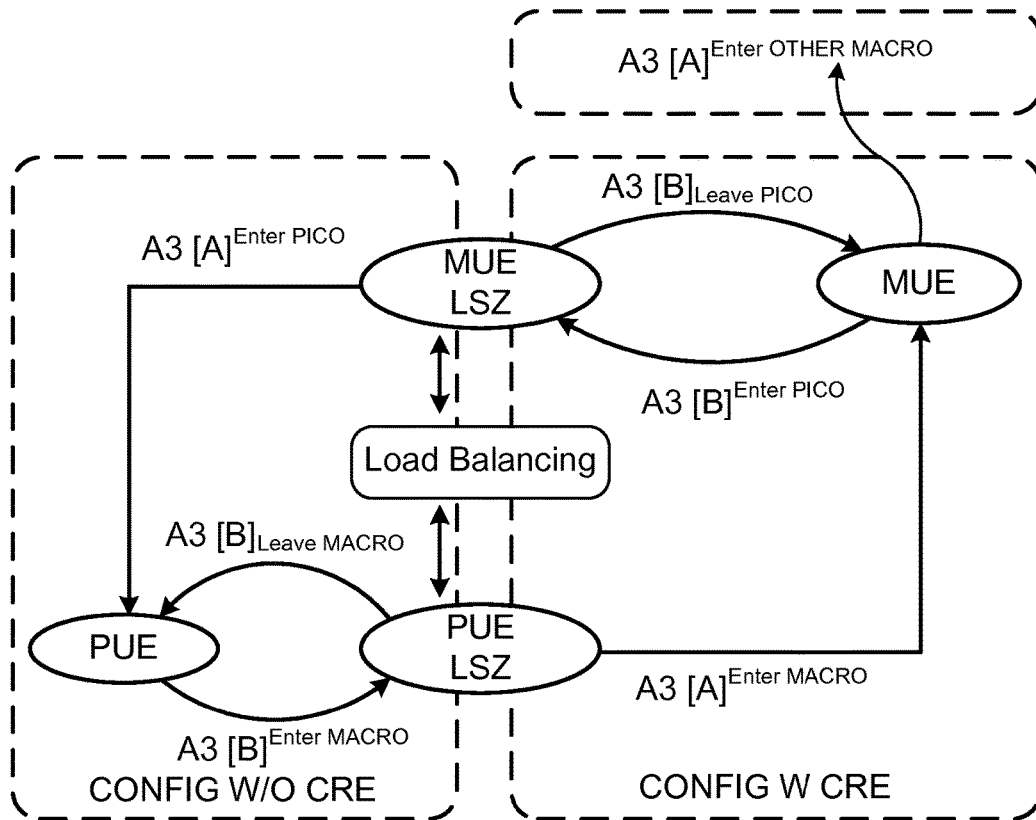 A3 [A]Enter OTHER MACRO
A3 [B]Leave PICO
A3 [A]Enter PICO
MUE
LSZ
MUE
A3 [B]Enter PICO
Load Balancing
A3 [B]Leave MACRO
PUE
PUE
LSZ
A3 [A]Enter MACRO
A3 [B]Enter MACRO
CONFIG W/O CRE
CONFIG W CRE